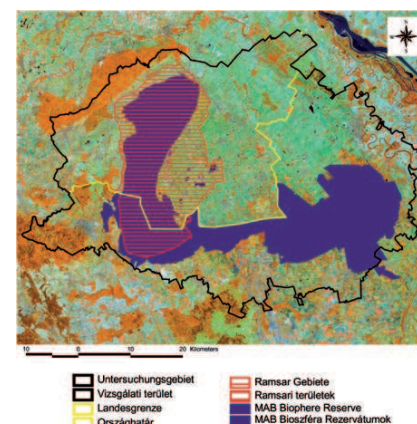 10 0 10 20 Kilometers
Untersuchungsgebiet
Vizsgálati terület
Landesgrenze
Országhatár
Ramsar Gebiete
Ramsari területek
MAB Biophere Reserve
MAB Bioszféra Rezervátumok